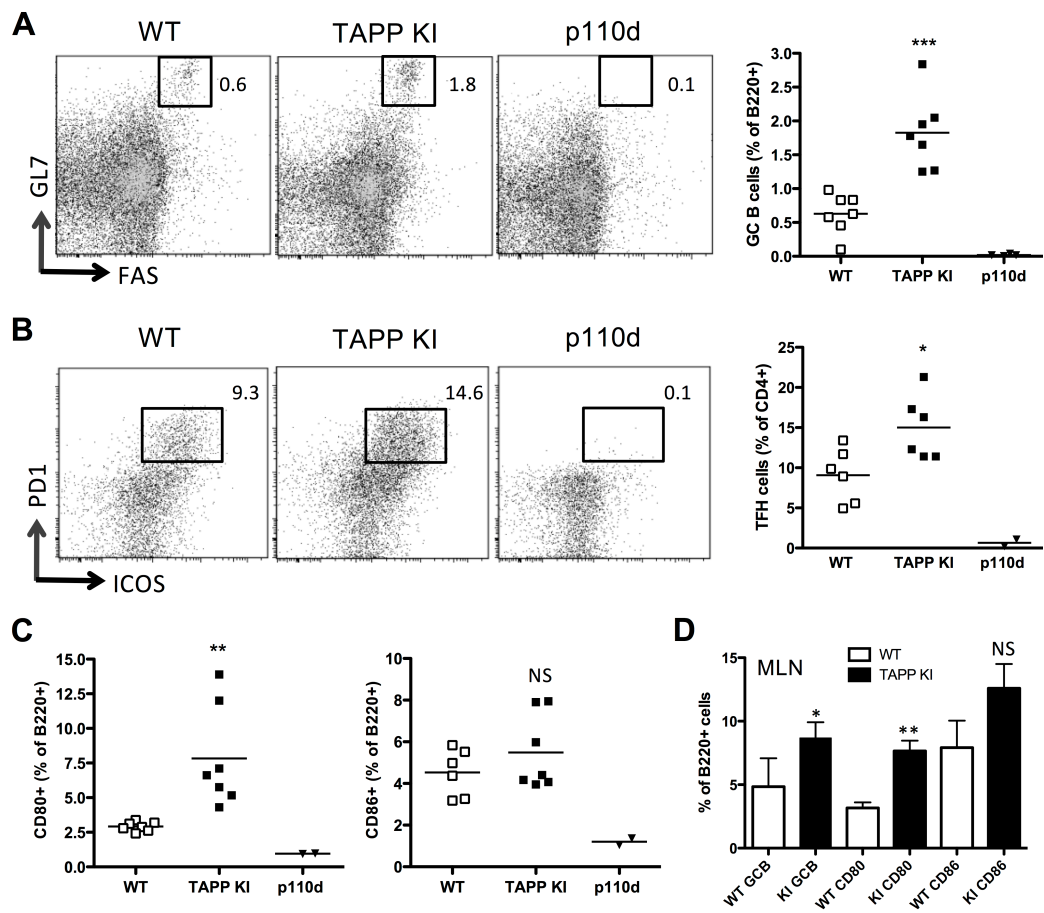 A
WT
TAPP KI
p110d
0.6
1.8
0.1
GL7
FAS
GC B cells (% of B220+)
3.0
2.5
2.0
1.5
1.0
0.5
0.0
***
WT
TAPP KI
p110d
B
WT
TAPP KI
p110d
9.3
14.6
0.1
PD1
ICOS
TFH cells (% of CD4+)
25
20
15
10
5
0
*
WT
TAPP KI
p110d
C
CD80+ (% of B220+)
15.0
12.5
10.0
7.5
5.0
2.5
0.0
**
WT
TAPP KI
p110d
CD86+ (% of B220+)
10
8
6
4
2
0
NS
WT
TAPP KI
p110d
D
% of B220+ cells
15
10
5
0
MLN
WT
TAPP KI
*
**
NS
WT GCB
KI GCB
WT CD80
KI CD80
WT CD86
KI CD86